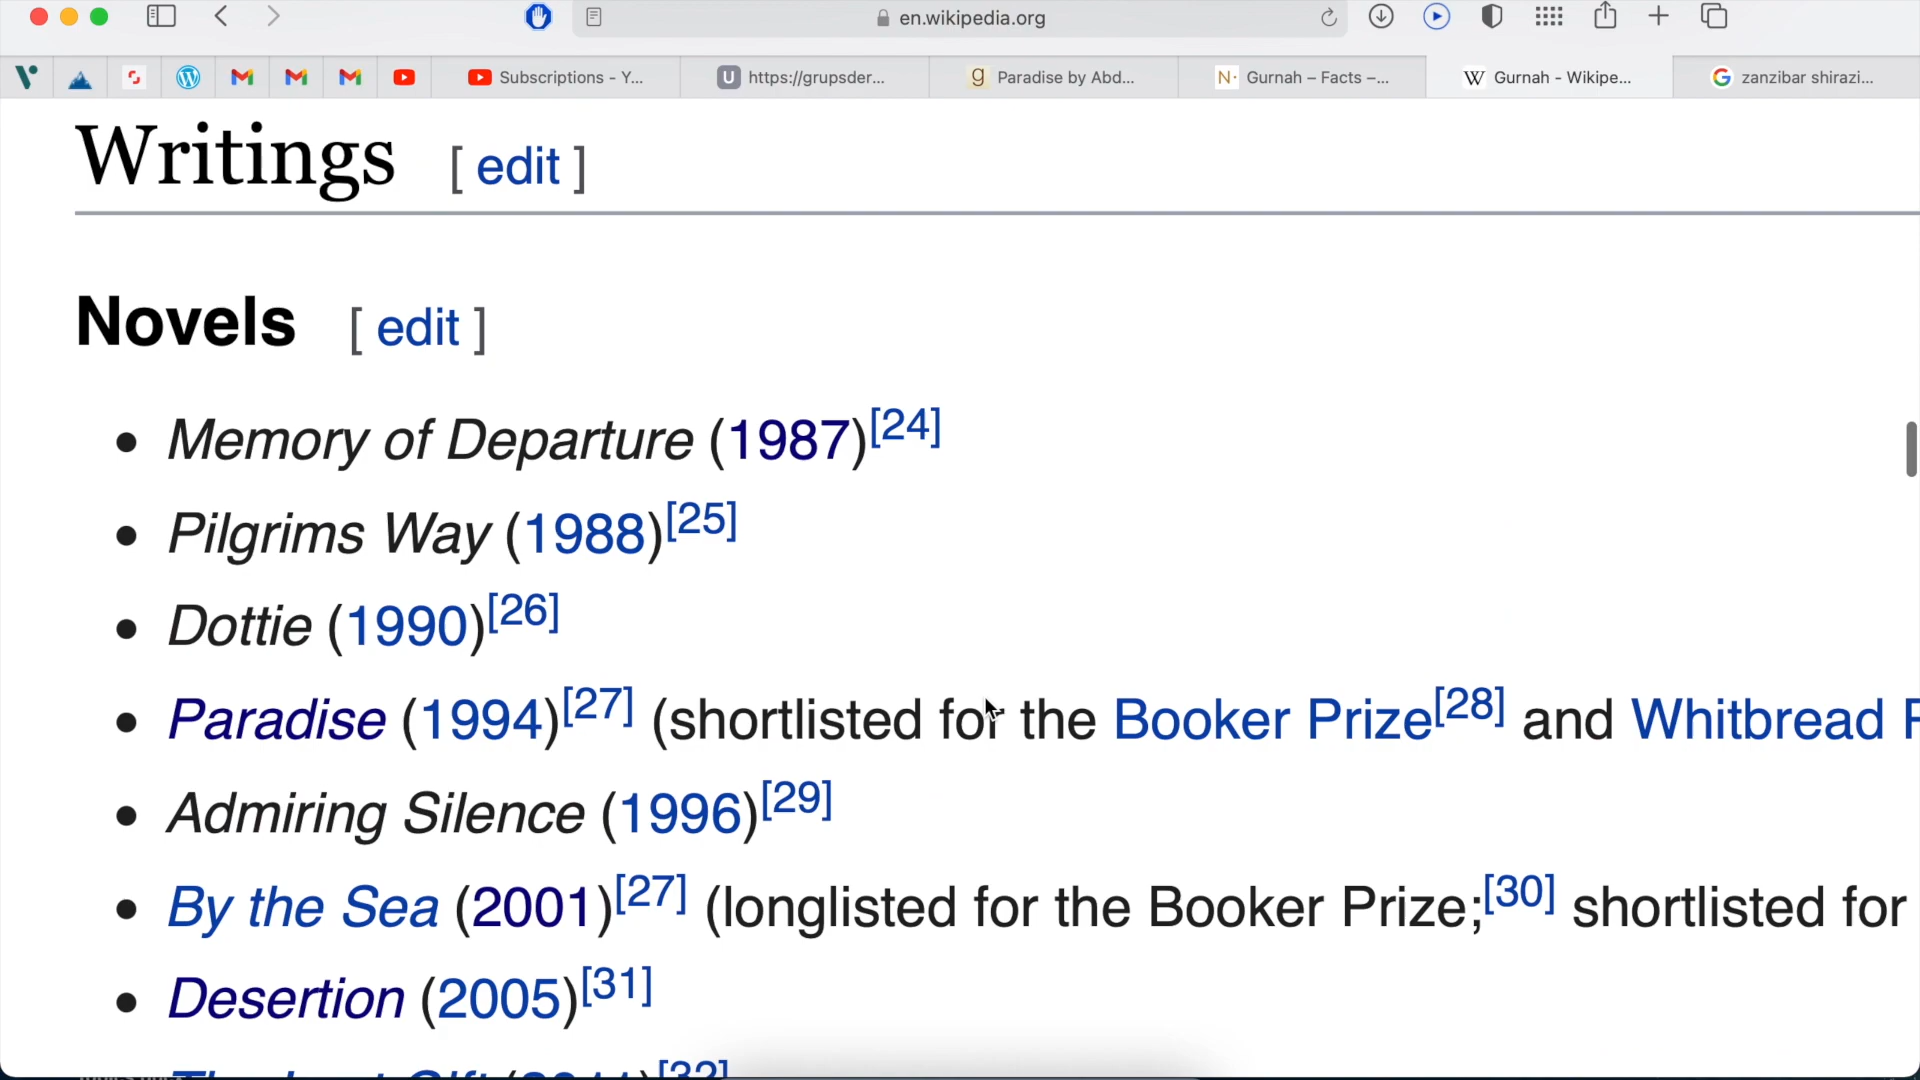 en.wikipedia.org
Subscriptions - Y...
https://grupsder...
Paradise by Abd...
Gurnah – Facts –...
Gurnah - Wikipe...
zanzibar shirazi...
Writings [ edit ]
Novels [ edit ]
• Memory of Departure (1987)[24]
• Pilgrims Way (1988)[25]
• Dottie (1990)[26]
• Paradise (1994)[27] (shortlisted for the Booker Prize[28] and Whitbread
• Admiring Silence (1996)[29]
• By the Sea (2001)[27] (longlisted for the Booker Prize;[30] shortlisted for
• Desertion (2005)[31]